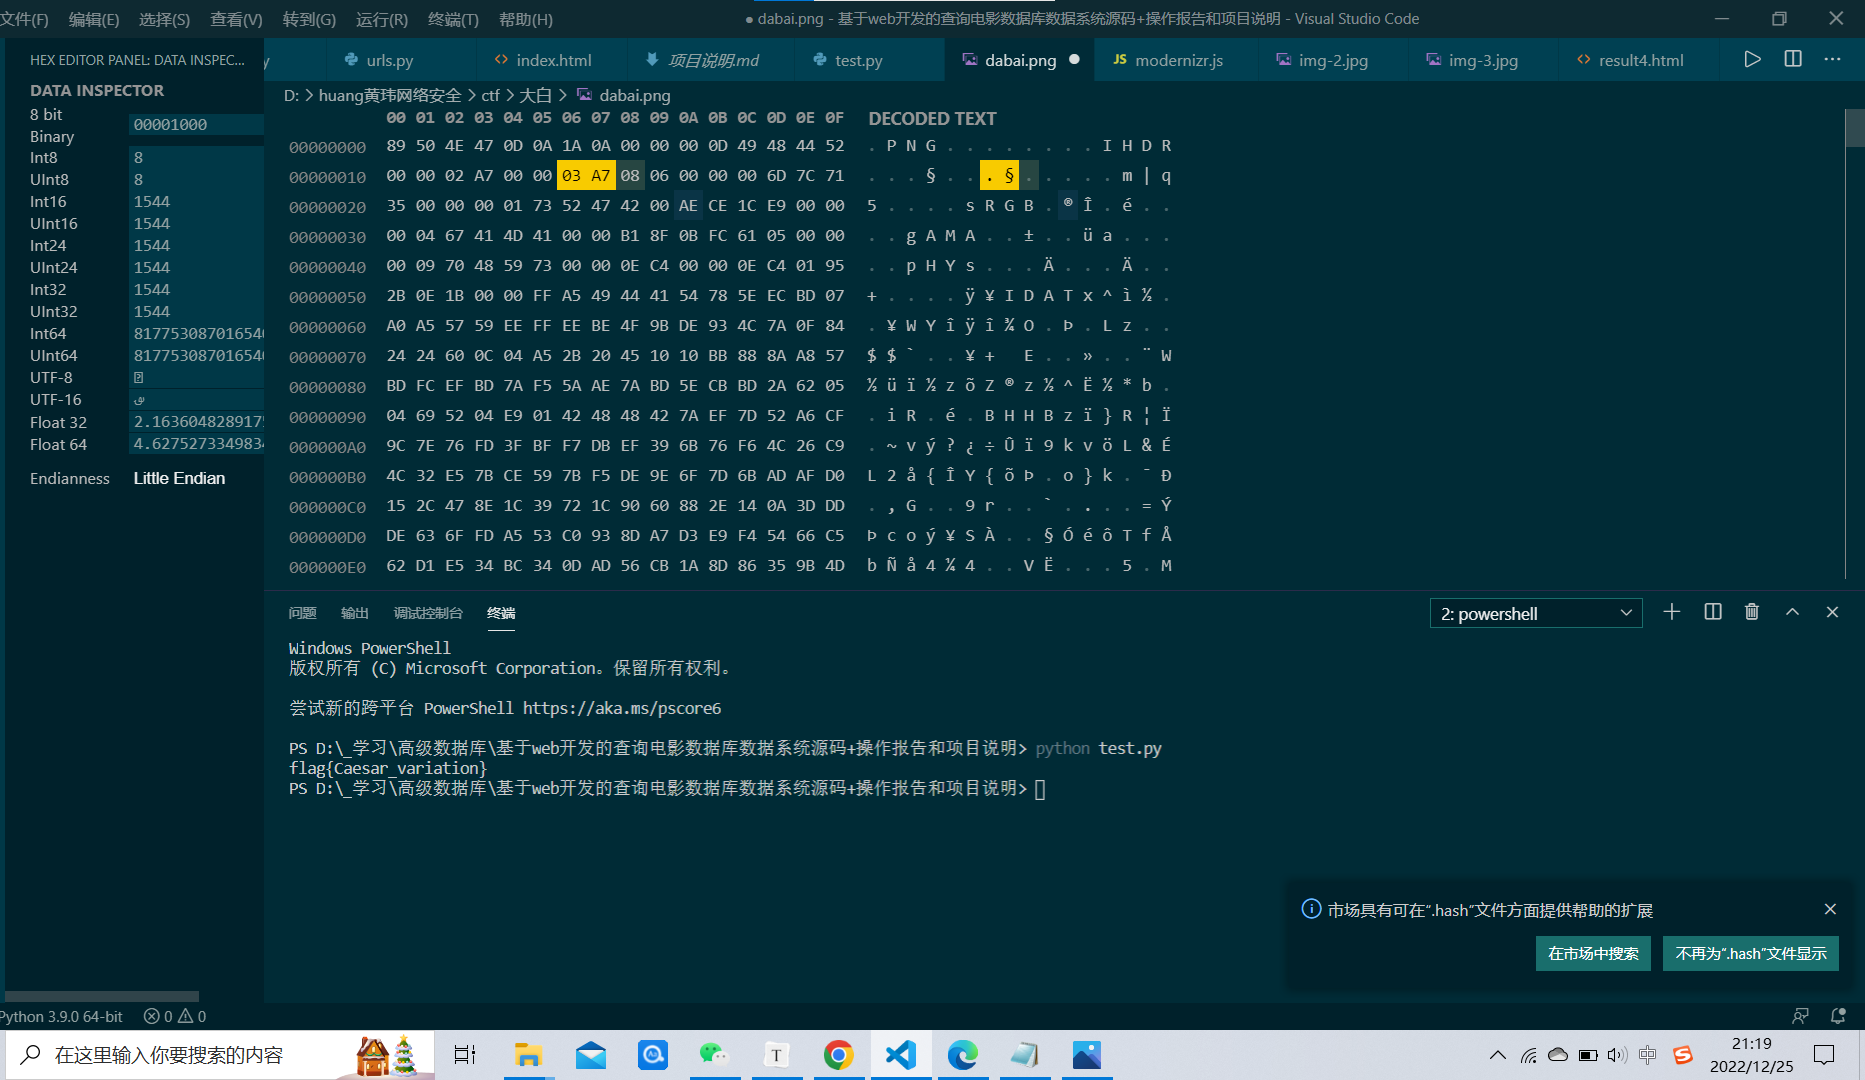 文件(F) 编辑(E) 选择(S) 查看(V) 转到(G) 运行(R) 终端(T) 帮助(H)
● dabai.png - 基于web开发的查询电影数据库数据系统源码+操作报告和项目说明 - Visual Studio Code
HEX EDITOR PANEL: DATA INSPEC...
y urls.py index.html 项目说明.md test.py dabai.png ● JS modernizr.js img-2.jpg img-3.jpg result4.html
DATA INSPECTOR
8 bit Binary 00001000
Int8 8
UInt8 8
Int16 1544
UInt16 1544
Int24 1544
UInt24 1544
Int32 1544
UInt32 1544
Int64 817753087016540
UInt64 817753087016540
UTF-8
UTF-16
Float 32 2.1636048289175
Float 64 4.6275273349834
Endianness Little Endian
D: > huang黄玮网络安全 > ctf > 大白 > dabai.png
00 01 02 03 04 05 06 07 08 09 0A 0B 0C 0D 0E 0F DECODED TEXT
00000000 89 50 4E 47 0D 0A 1A 0A 00 00 00 0D 49 48 44 52 . P N G . . . . . . . . I H D R
00000010 00 00 02 A7 00 00 03 A7 08 06 00 00 00 6D 7C 71 . . . § . . . § . . . . . m | q
00000020 35 00 00 00 01 73 52 47 42 00 AE CE 1C E9 00 00 5 . . . . s R G B . ® Î . é . .
00000030 00 04 67 41 4D 41 00 00 B1 8F 0B FC 61 05 00 00 . . g A M A . . ± . . ü a . . .
00000040 00 09 70 48 59 73 00 00 0E C4 00 00 0E C4 01 95 . . p H Y s . . . Ä . . . Ä . .
00000050 2B 0E 1B 00 00 FF A5 49 44 41 54 78 5E EC BD 07 + . . . . ÿ ¥ I D A T x ^ ì ½ .
00000060 A0 A5 57 59 EE FF EE BE 4F 9B DE 93 4C 7A 0F 84 . ¥ W Y î ÿ î ¾ O . Þ . L z . .
00000070 24 24 60 0C 04 A5 2B 20 45 10 10 BB 88 8A A8 57 $ $ ` . . ¥ + E . . » . . ¨ W
00000080 BD FC EF BD 7A F5 5A AE 7A BD 5E CB BD 2A 62 05 ½ ü ï ½ z õ Z ® z ½ ^ Ë ½ * b .
00000090 04 69 52 04 E9 01 42 48 48 42 7A EF 7D 52 A6 CF . i R . é . B H H B z ï } R ¦ Ï
000000A0 9C 7E 76 FD 3F BF F7 DB EF 39 6B 76 F6 4C 26 C9 . ~ v ý ? ¿ ÷ Û ï 9 k v ö L & É
000000B0 4C 32 E5 7B CE 59 7B F5 DE 9E 6F 7D 6B AD AF D0 L 2 å { Î Y { õ Þ . o } k . ¯ Ð
000000C0 15 2C 47 8E 1C 39 72 1C 90 60 88 2E 14 0A 3D DD . , G . . 9 r . . ` . . . . = Ý
000000D0 DE 63 6F FD A5 53 C0 93 8D A7 D3 E9 F4 54 66 C5 Þ c o ý ¥ S À . . § Ó é ô T f Å
000000E0 62 D1 E5 34 BC 34 0D AD 56 CB 1A 8D 86 35 9B 4D b Ñ å 4 ¼ 4 . . V Ë . . . 5 . M
问题 输出 调试控制台 终端
2: powershell
Windows PowerShell
版权所有 (C) Microsoft Corporation。保留所有权利。
尝试新的跨平台 PowerShell https://aka.ms/pscore6
PS D:\_学习\高级数据库\基于web开发的查询电影数据库数据系统源码+操作报告和项目说明> python test.py
flag{Caesar_variation}
PS D:\_学习\高级数据库\基于web开发的查询电影数据库数据系统源码+操作报告和项目说明>
市场具有可在“.hash”文件方面提供帮助的扩展
在市场中搜索 不再为“.hash”文件显示
Python 3.9.0 64-bit 0 0
在这里输入你要搜索的内容
T
中
S
21:19
2022/12/25